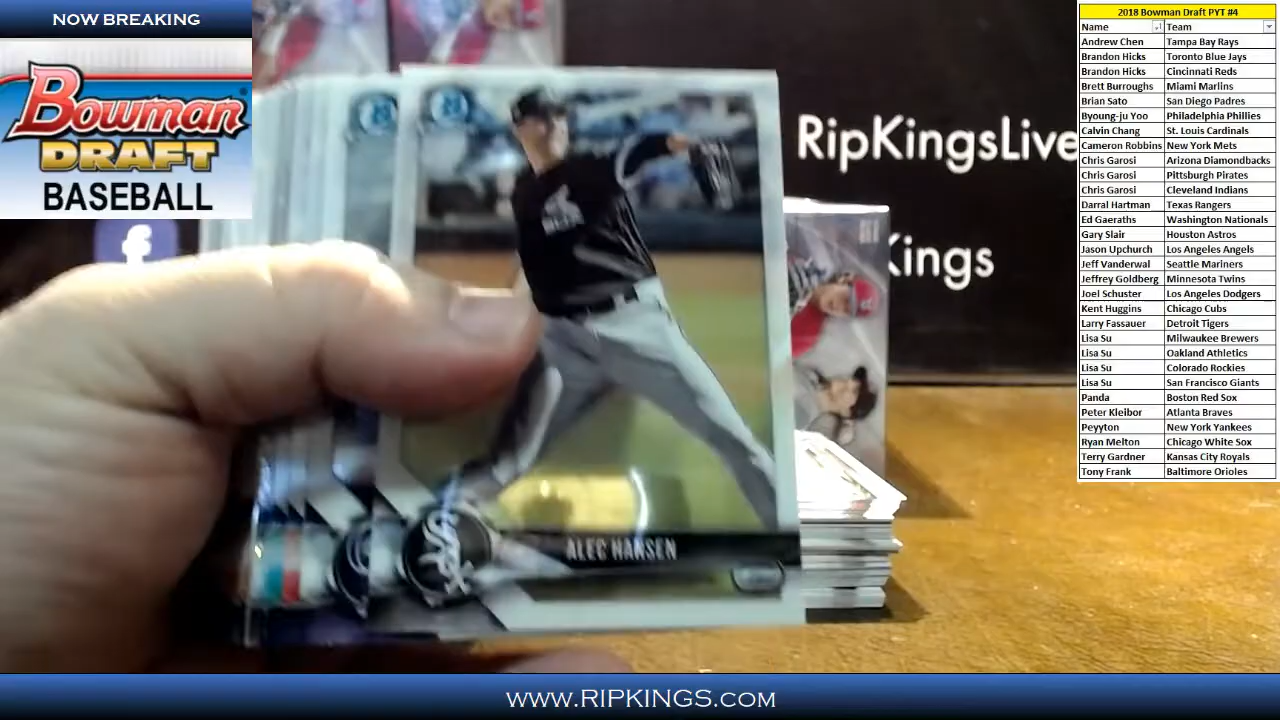 NOW BREAKING
Bowman
DRAFT
BASEBALL
f
RipKingsLive
Kings
ALEC HANSEN
Sox
2018 Bowman Draft PYT #4
Name Team
Andrew Chen Tampa Bay Rays
Brandon Hicks Toronto Blue Jays
Brandon Hicks Cincinnati Reds
Brett Burroughs Miami Marlins
Brian Sato San Diego Padres
Byoung-ju Yoo Philadelphia Phillies
Calvin Chang St. Louis Cardinals
Cameron Robbins New York Mets
Chris Garosi Arizona Diamondbacks
Chris Garosi Pittsburgh Pirates
Chris Garosi Cleveland Indians
Darral Hartman Texas Rangers
Ed Gaeraths Washington Nationals
Gary Slair Houston Astros
Jason Upchurch Los Angeles Angels
Jeff Vanderwal Seattle Mariners
Jeffrey Goldberg Minnesota Twins
Joel Schuster Los Angeles Dodgers
Kent Huggins Chicago Cubs
Larry Fassauer Detroit Tigers
Lisa Su Milwaukee Brewers
Lisa Su Oakland Athletics
Lisa Su Colorado Rockies
Lisa Su San Francisco Giants
Panda Boston Red Sox
Peter Kleibor Atlanta Braves
Peyyton New York Yankees
Ryan Melton Chicago White Sox
Terry Gardner Kansas City Royals
Tony Frank Baltimore Orioles
WWW.RIPKINGS.COM